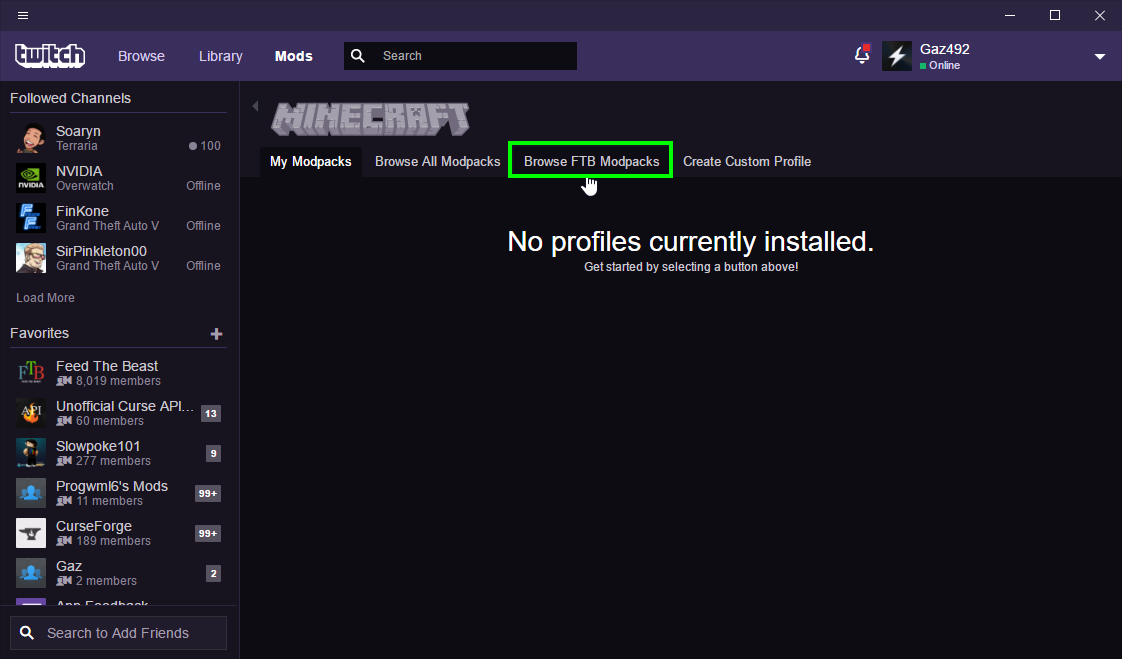 twitch
Browse
Library
Mods
Search
Gaz492
Online
Followed Channels
Soaryn
Terraria
100
NVIDIA
Overwatch
Offline
FinKone
Grand Theft Auto V
Offline
SirPinkleton00
Grand Theft Auto V
Offline
Load More
Favorites
Feed The Beast
8,019 members
Unofficial Curse API...
60 members
13
Slowpoke101
277 members
9
Progwml6's Mods
11 members
99+
CurseForge
189 members
99+
Gaz
2 members
2
App Feedback
Search to Add Friends
MINECRAFT
My Modpacks
Browse All Modpacks
Browse FTB Modpacks
Create Custom Profile
No profiles currently installed.
Get started by selecting a button above!